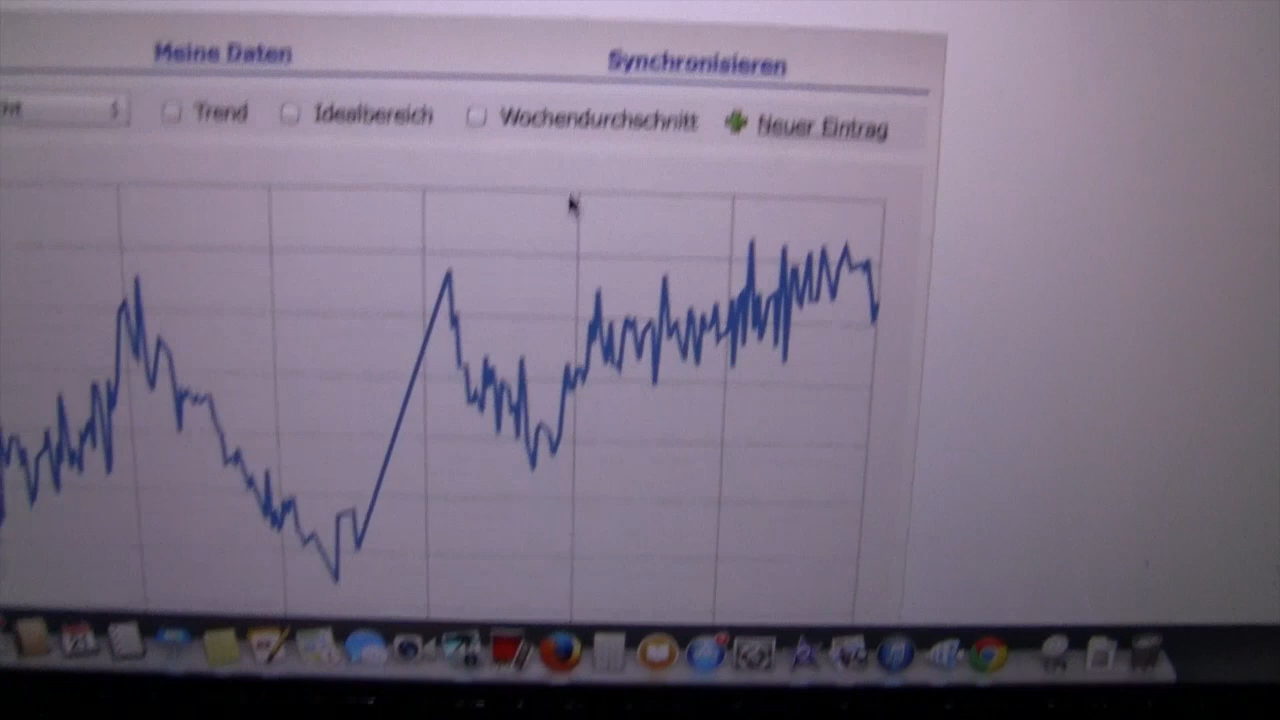 Meine Daten Synchronisieren
Trend Idealbereich Wochendurchschnitt Neuer Eintrag